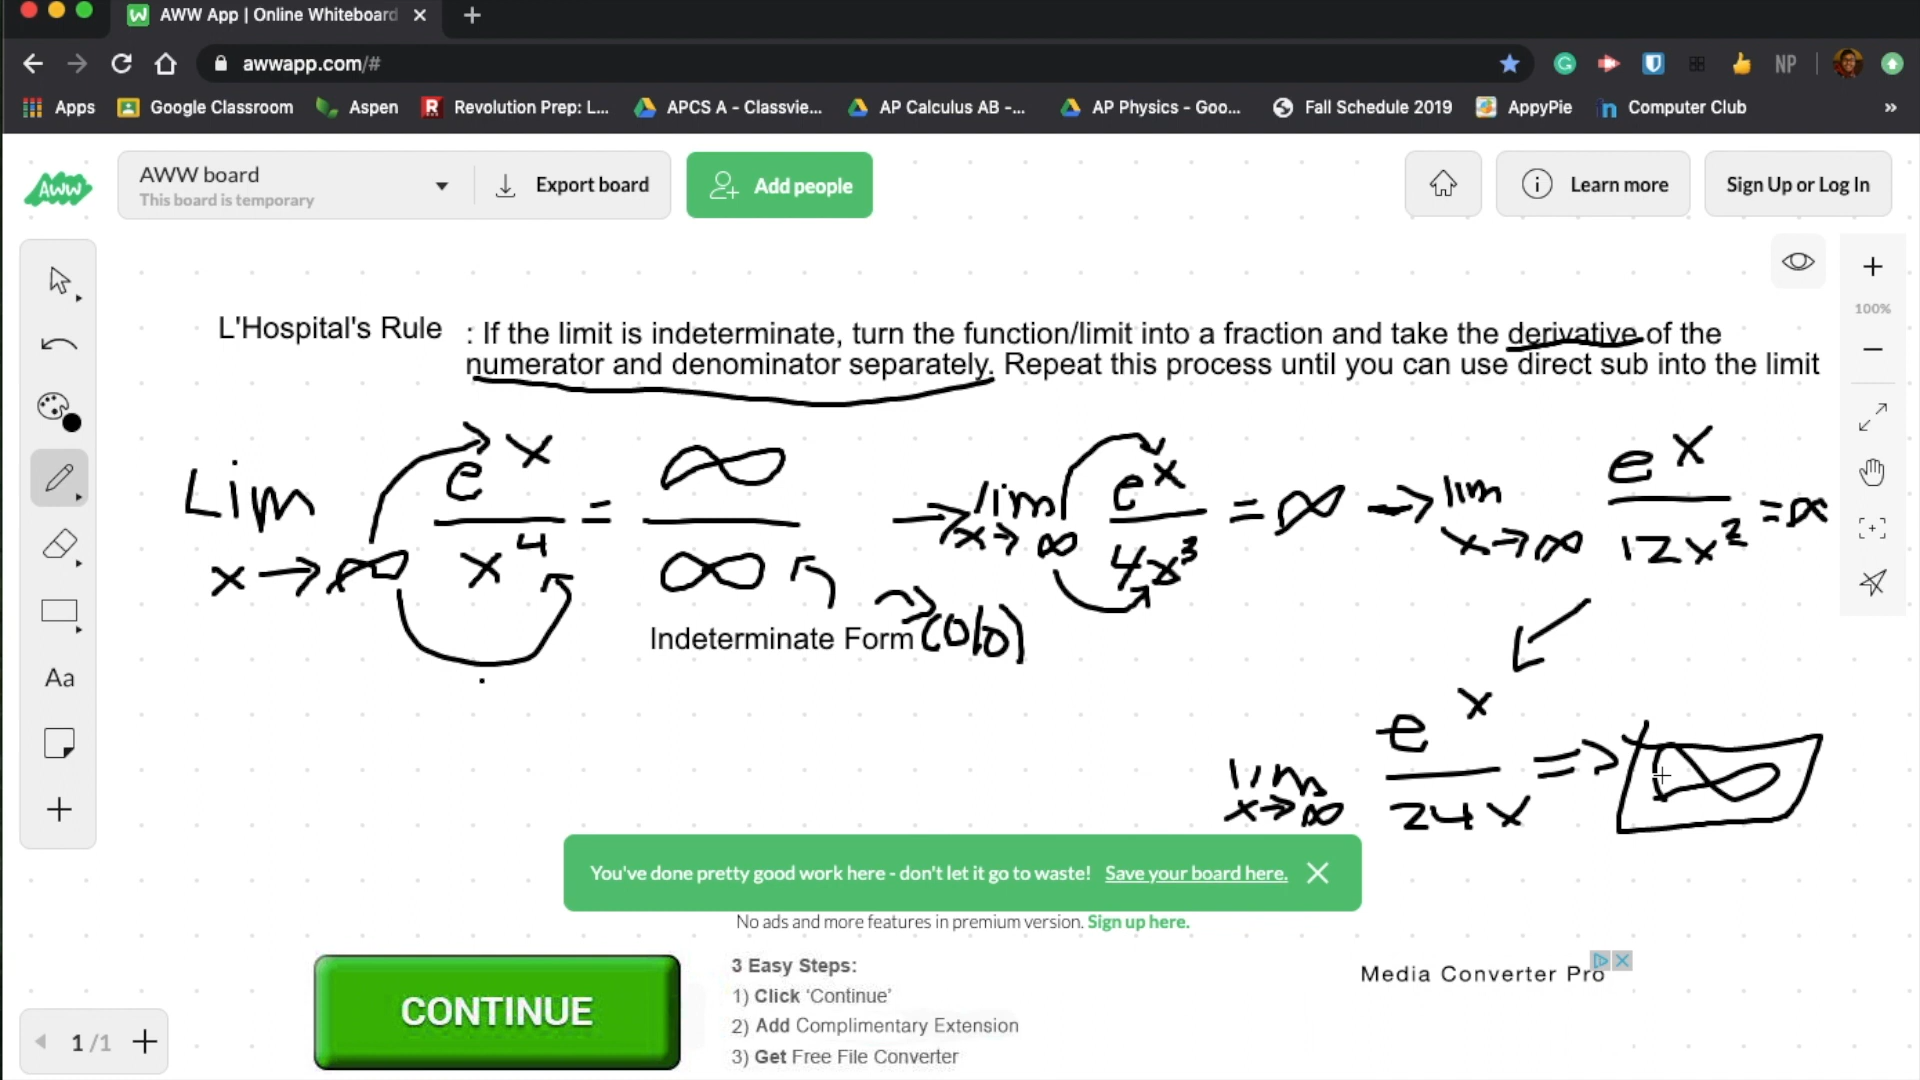 AWW App | Online Whiteboard
awwapp.com/#
NP
Apps Google Classroom Aspen Revolution Prep: L... APCS A - Classvie... AP Calculus AB -... AP Physics - Goo... Fall Schedule 2019 AppyPie Computer Club »
AWW
AWW board
This board is temporary
Export board
Add people
Learn more
Sign Up or Log In
100%
L'Hospital's Rule : If the limit is indeterminate, turn the function/limit into a fraction and take the derivative of the
numerator and denominator separately. Repeat this process until you can use direct sub into the limit
Lim x→∞ e^x / x^4 = ∞/∞ → lim x→∞ e^x / 4x^3 = ∞ → lim x→∞ e^x / 12x^2 = ∞
Indeterminate Form (0/0)
lim x→∞ e^x / 24x => ∞
Aa
You've done pretty good work here - don't let it go to waste! Save your board here.
No ads and more features in premium version. Sign up here.
CONTINUE
3 Easy Steps:
1) Click 'Continue'
2) Add Complimentary Extension
3) Get Free File Converter
Media Converter Pro
1 /1